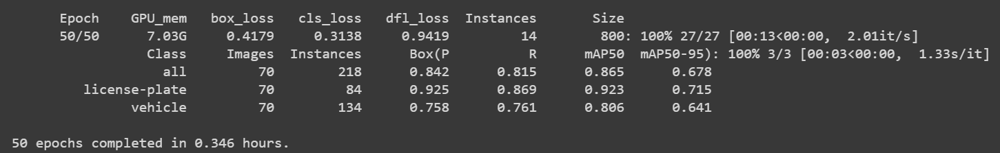 Epoch GPU_mem box_loss cls_loss dfl_loss Instances Size
50/50 7.03G 0.4179 0.3138 0.9419 14 800: 100% 27/27 [00:13<00:00, 2.01it/s]
Class Images Instances Box(P R mAP50 mAP50-95): 100% 3/3 [00:03<00:00, 1.33s/it]
all 70 218 0.842 0.815 0.865 0.678
license-plate 70 84 0.925 0.869 0.923 0.715
vehicle 70 134 0.758 0.761 0.806 0.641
50 epochs completed in 0.346 hours.